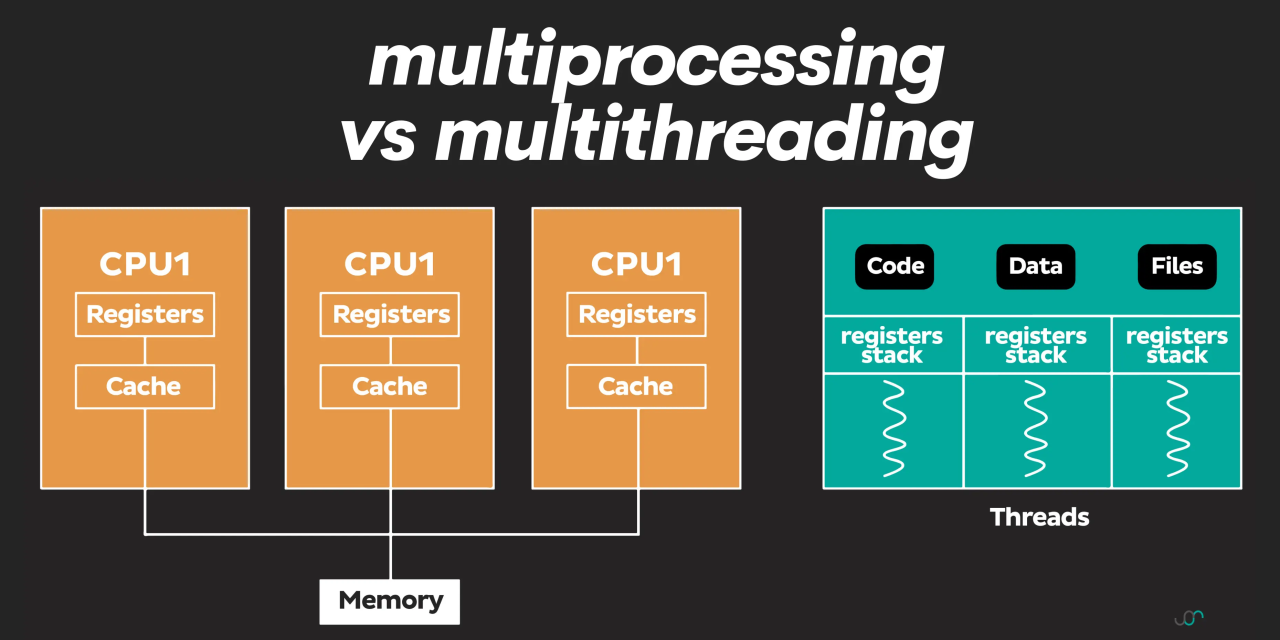 multiprocessing
vs multithreading
CPU1
Registers
Cache
CPU1
Registers
Cache
CPU1
Registers
Cache
Memory
Code
Data
Files
registers
stack
registers
stack
registers
stack
Threads